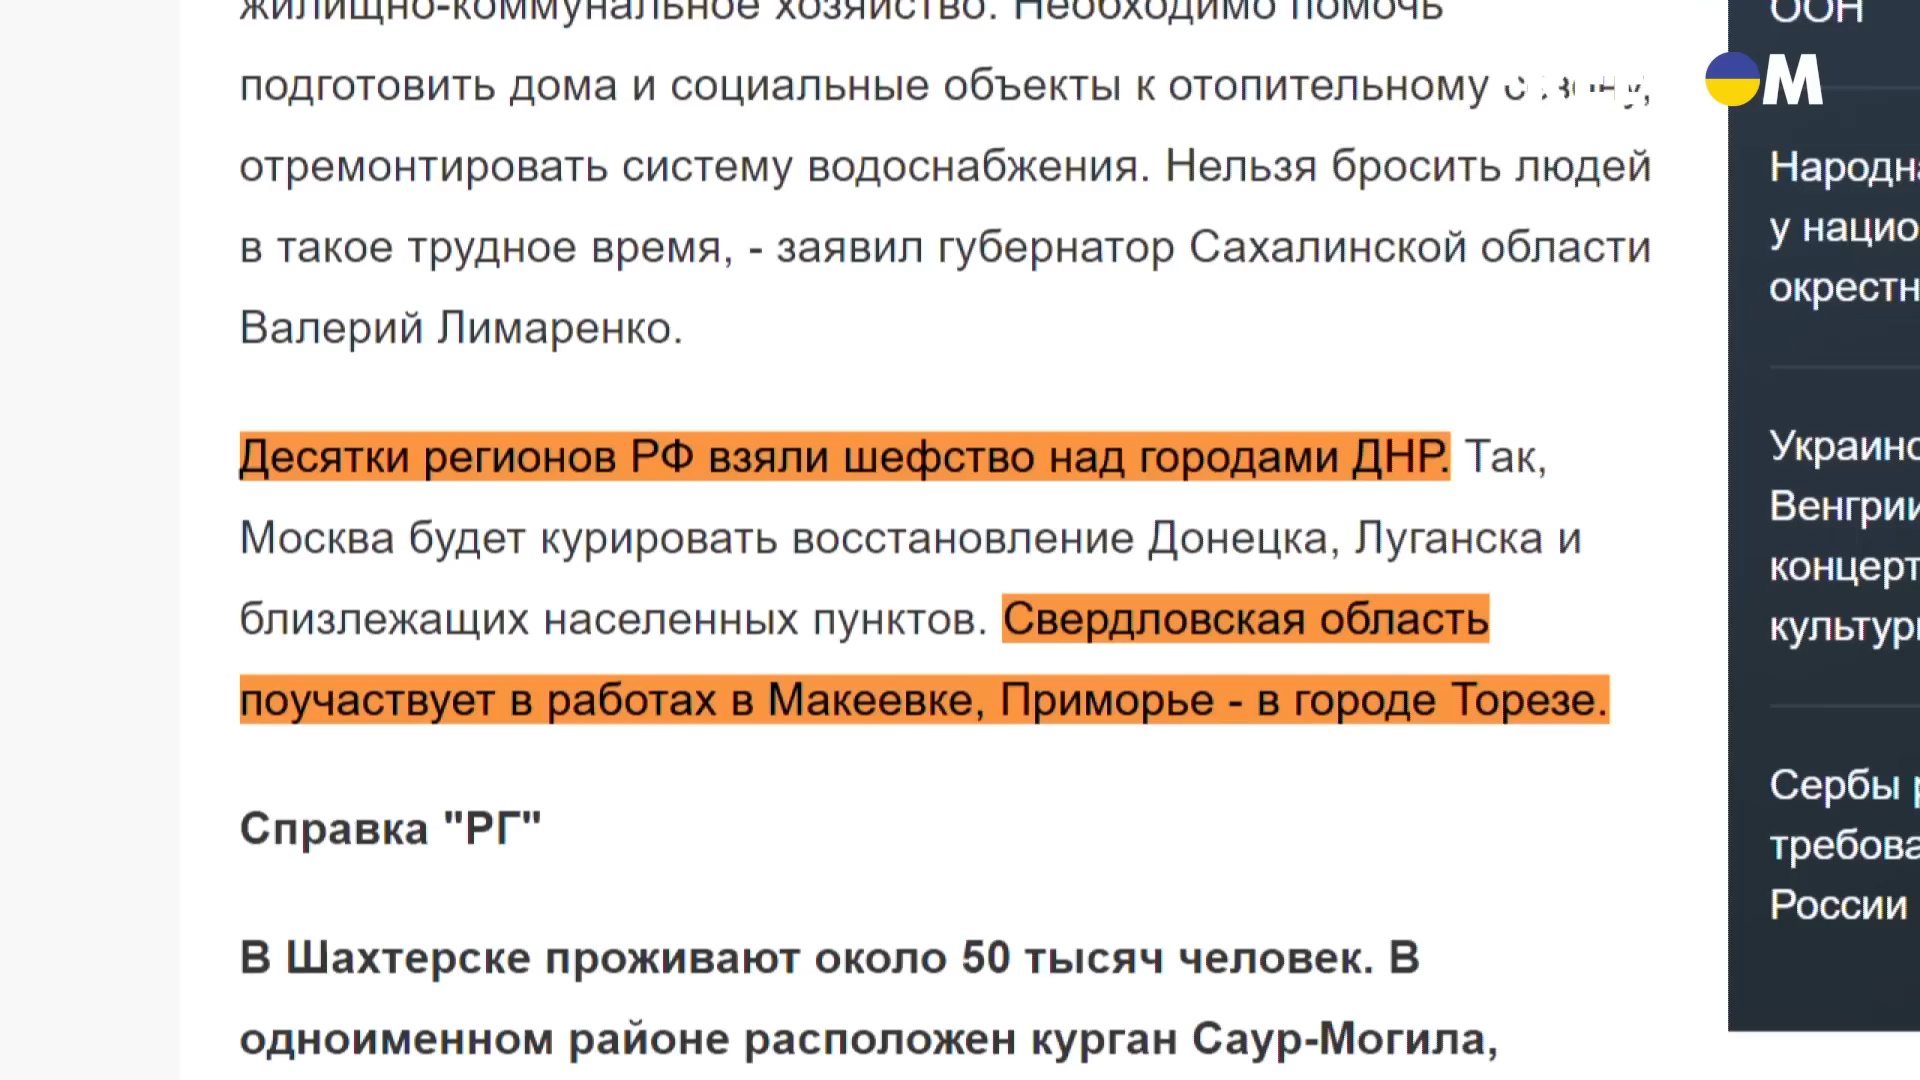 жилищно-коммунальное хозяйство. Необходимо помочь
подготовить дома и социальные объекты к отопительному
отремонтировать систему водоснабжения. Нельзя бросить людей
в такое трудное время, - заявил губернатор Сахалинской области
Валерий Лимаренко.
Десятки регионов РФ взяли шефство над городами ДНР. Так,
Москва будет курировать восстановление Донецка, Луганска и
близлежащих населенных пунктов. Свердловская область
поучаствует в работах в Макеевке, Приморье - в городе Торезе.
Справка "РГ"
В Шахтерске проживают около 50 тысяч человек. В
одноименном районе расположен курган Саур-Могила,
М
ООН
Народна
у нацио
окрестн
Украинс
Венгрии
концерт
культур
Сербы
требова
России